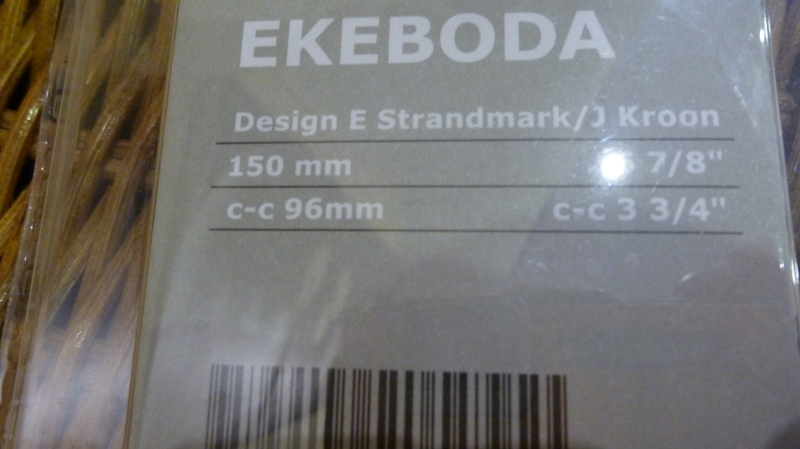 EKEBODA
Design E Strandmark/J Kroon
150 mm 7/8"
c-c 96mm c-c 3 3/4"